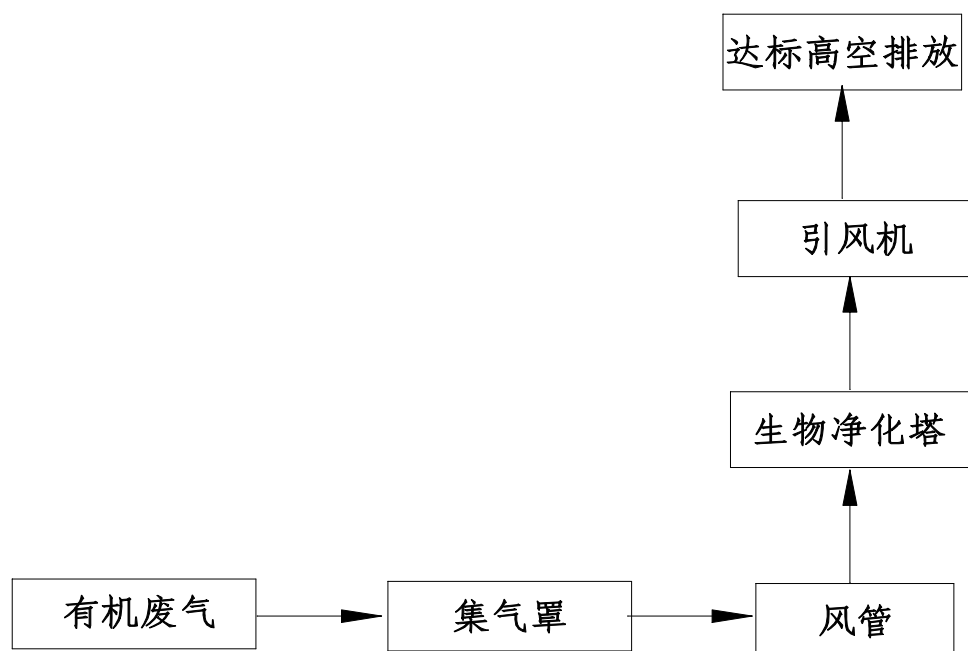 达标高空排放
引风机
生物净化塔
有机废气
集气罩
风管